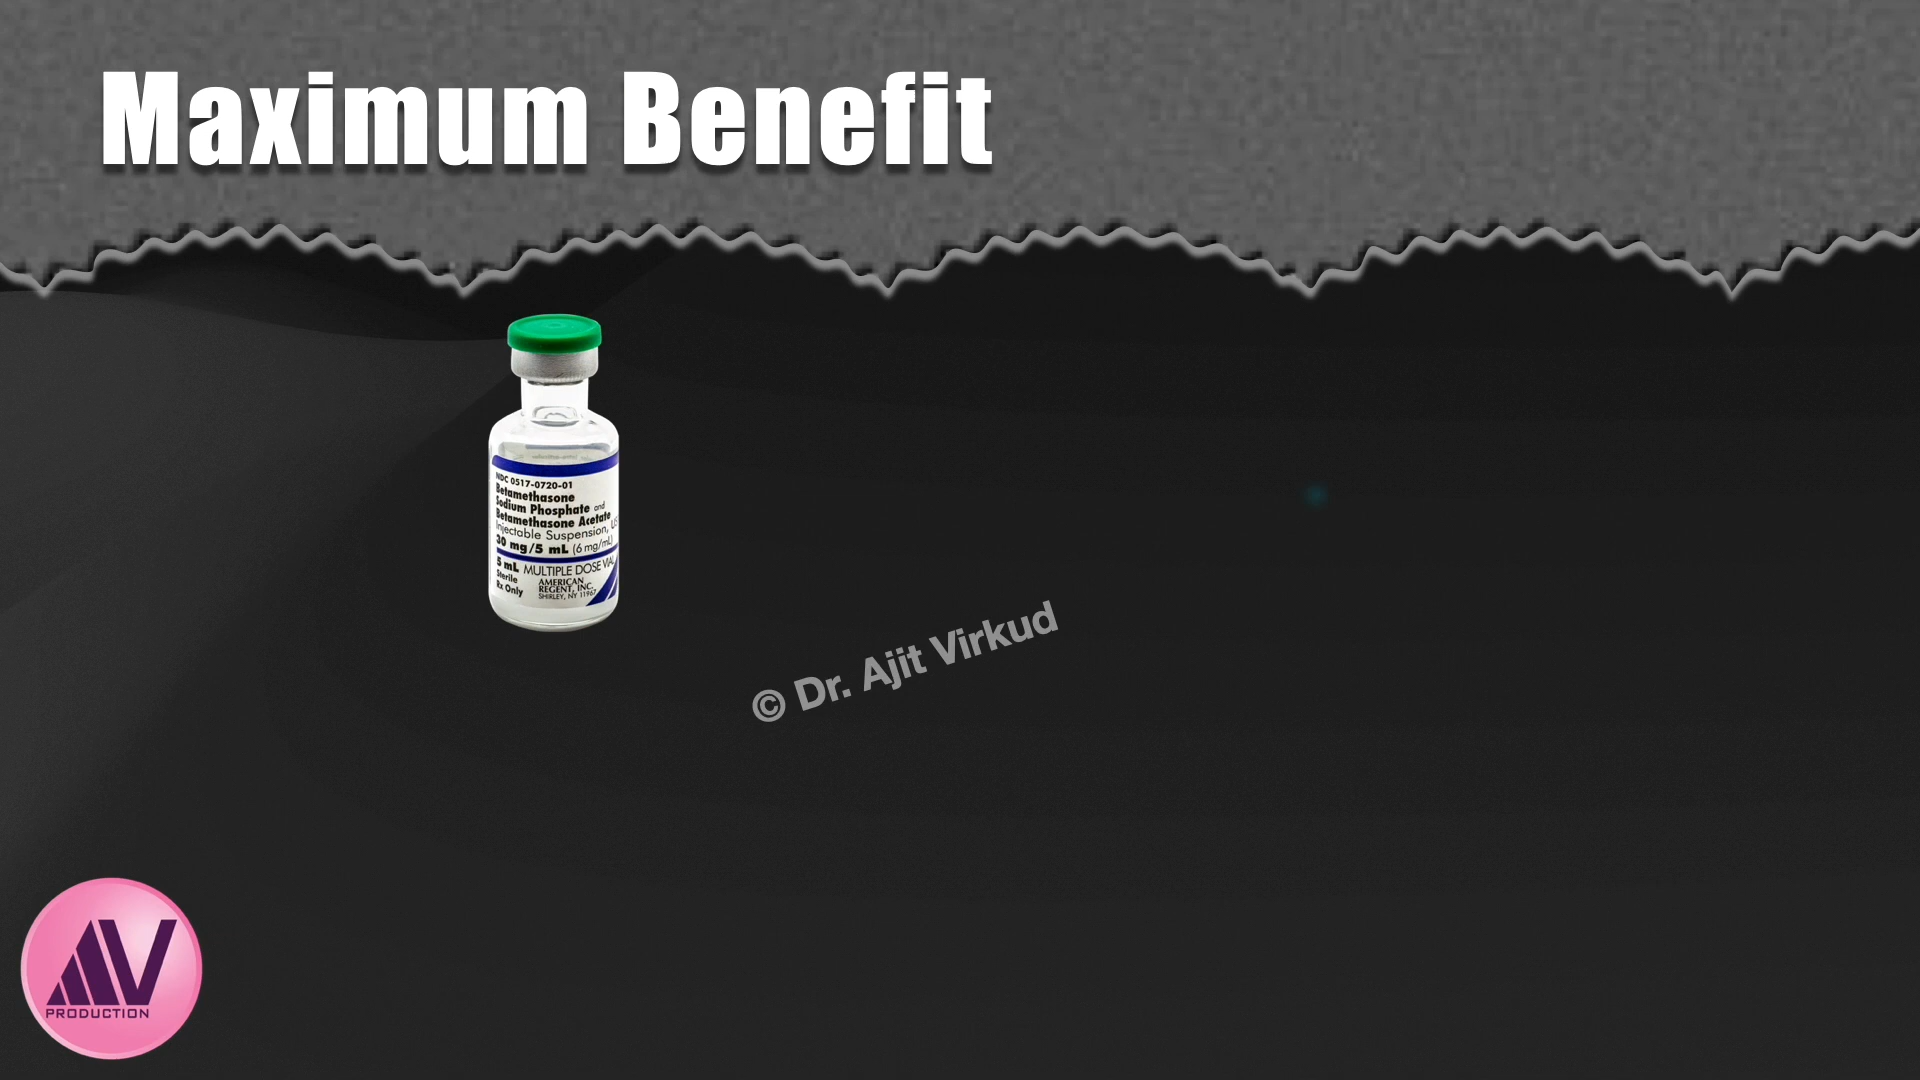 Maximum Benefit
NDC 0517-0720-01
Betamethasone
Sodium Phosphate and
Betamethasone Acetate
Injectable Suspension, US
30 mg/5 mL (6 mg/mL)
5 mL MULTIPLE DOSE VIAL
Sterile
Rx Only
AMERICAN
REGENT, INC.
SHIRLEY, NY 11967
© Dr. Ajit Virkud
AV
PRODUCTION